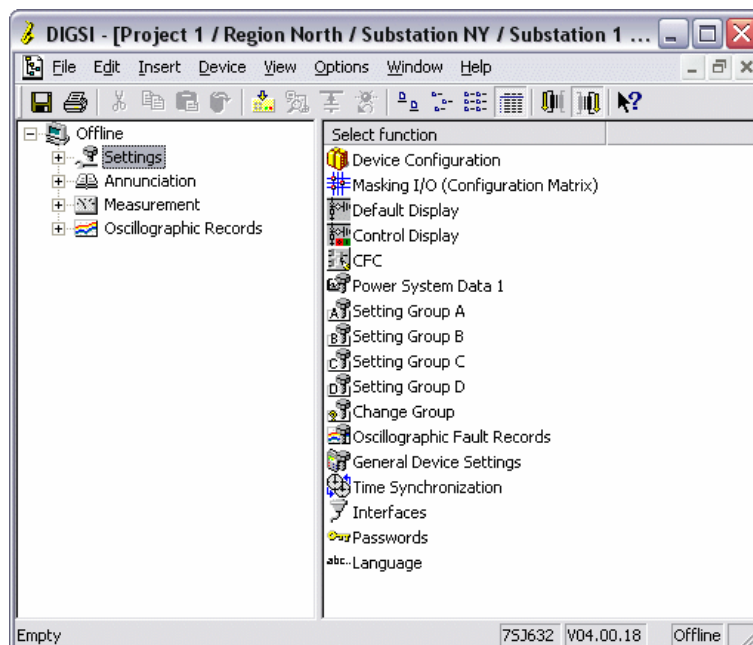 DIGSI - [Project 1 / Region North / Substation NY / Substation 1 ...
File Edit Insert Device View Options Window Help
Offline
Settings
Annunciation
Measurement
Oscillographic Records
Select function
Device Configuration
Masking I/O (Configuration Matrix)
Default Display
Control Display
CFC
Power System Data 1
Setting Group A
Setting Group B
Setting Group C
Setting Group D
Change Group
Oscillographic Fault Records
General Device Settings
Time Synchronization
Interfaces
Passwords
abc.. Language
Empty 7SJ632 V04.00.18 Offline